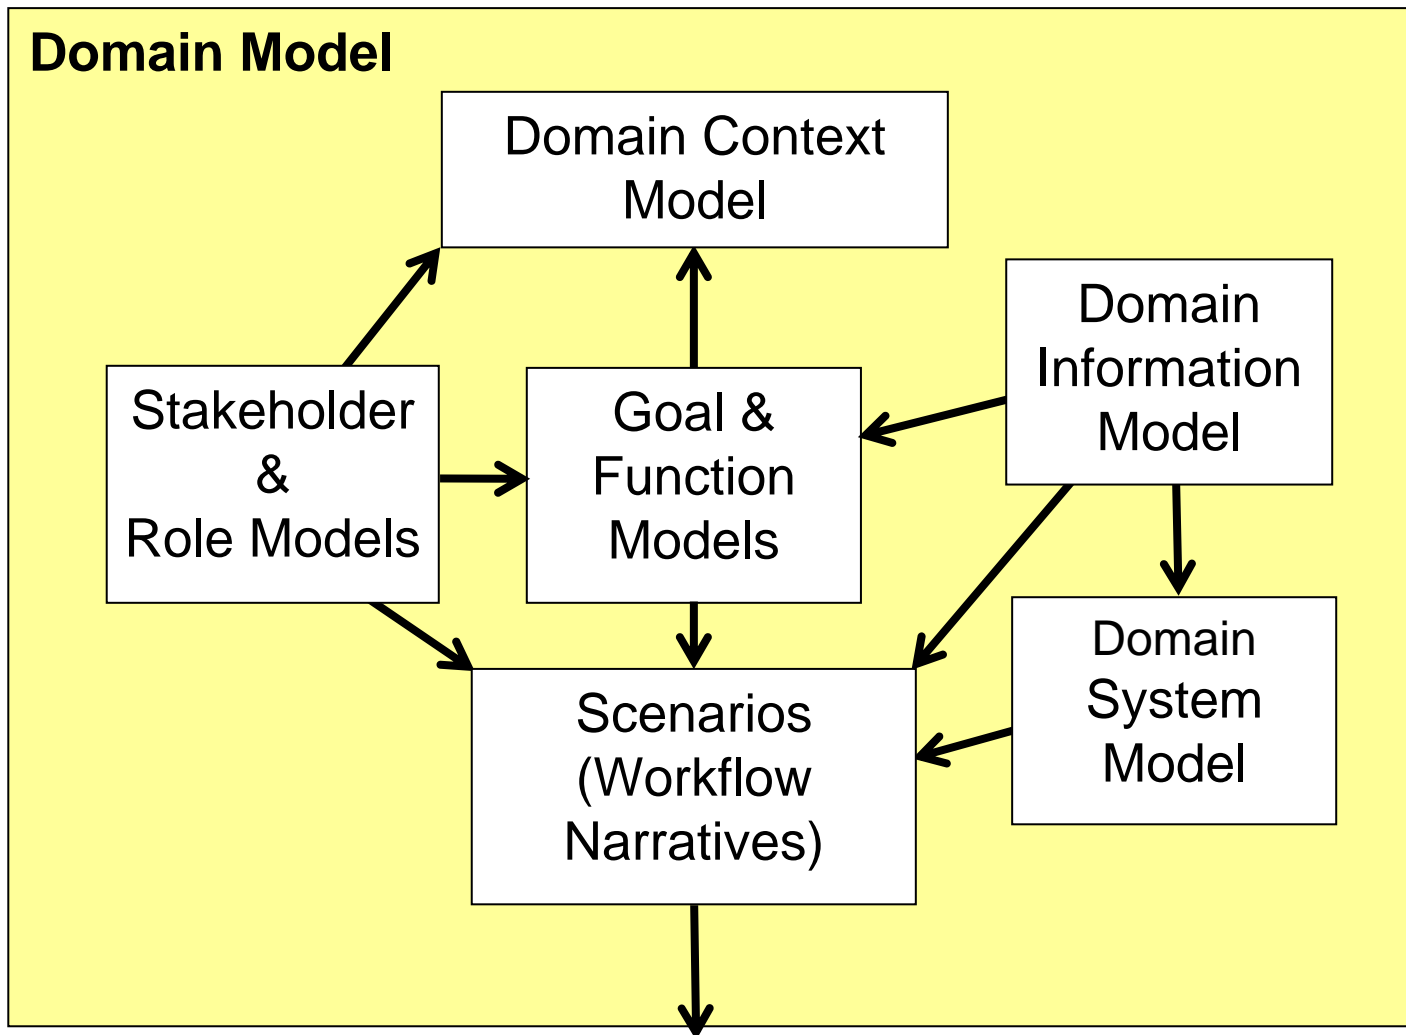 Domain Model
Domain Context
Model
Domain
Information
Model
Stakeholder
&
Role Models
Goal &
Function
Models
Domain
System
Model
Scenarios
(Workflow
Narratives)